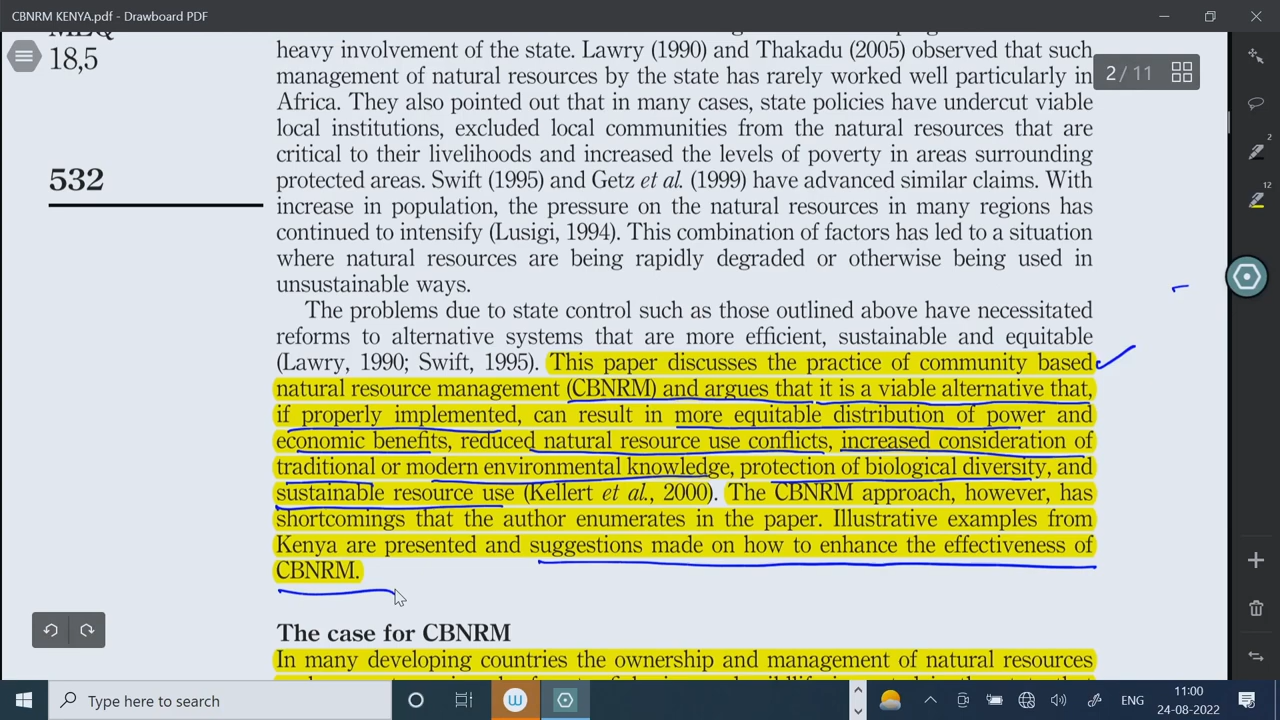 CBNRM KENYA.pdf - Drawboard PDF
MEQ
18,5
2 / 11
532
heavy involvement of the state. Lawry (1990) and Thakadu (2005) observed that such
management of natural resources by the state has rarely worked well particularly in
Africa. They also pointed out that in many cases, state policies have undercut viable
local institutions, excluded local communities from the natural resources that are
critical to their livelihoods and increased the levels of poverty in areas surrounding
protected areas. Swift (1995) and Getz et al. (1999) have advanced similar claims. With
increase in population, the pressure on the natural resources in many regions has
continued to intensify (Lusigi, 1994). This combination of factors has led to a situation
where natural resources are being rapidly degraded or otherwise being used in
unsustainable ways.
The problems due to state control such as those outlined above have necessitated
reforms to alternative systems that are more efficient, sustainable and equitable
(Lawry, 1990; Swift, 1995). This paper discusses the practice of community based
natural resource management (CBNRM) and argues that it is a viable alternative that,
if properly implemented, can result in more equitable distribution of power and
economic benefits, reduced natural resource use conflicts, increased consideration of
traditional or modern environmental knowledge, protection of biological diversity, and
sustainable resource use (Kellert et al., 2000). The CBNRM approach, however, has
shortcomings that the author enumerates in the paper. Illustrative examples from
Kenya are presented and suggestions made on how to enhance the effectiveness of
CBNRM.
The case for CBNRM
In many developing countries the ownership and management of natural resources
2
12
Type here to search
W
ENG
11:00
24-08-2022